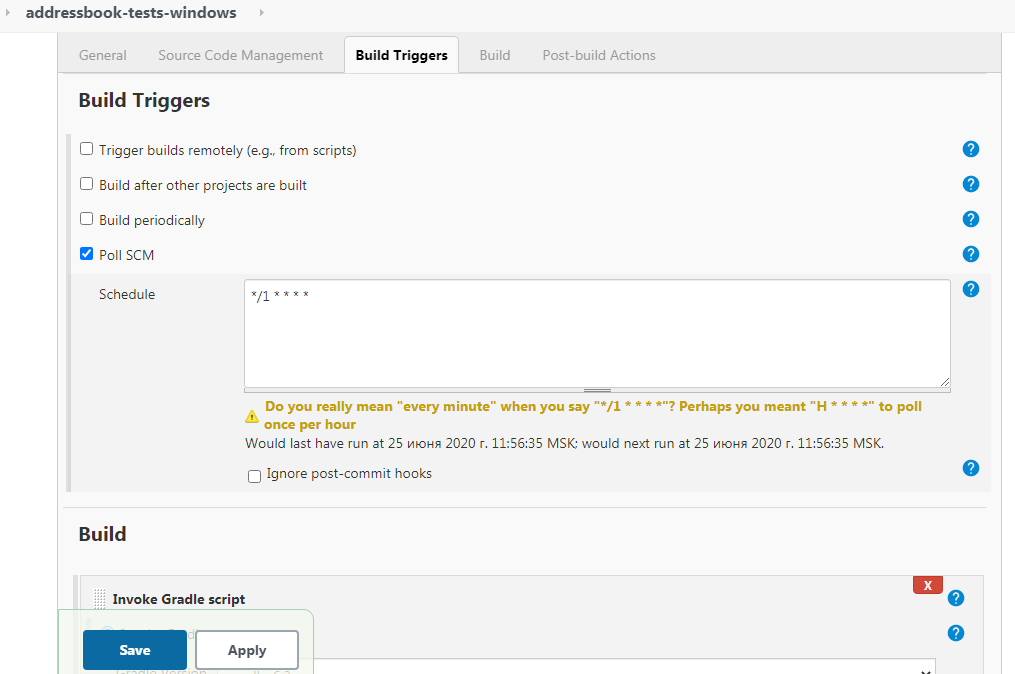 addressbook-tests-windows
General Source Code Management Build Triggers Build Post-build Actions
Build Triggers
Trigger builds remotely (e.g., from scripts)
Build after other projects are built
Build periodically
Poll SCM
Schedule
*/1 * * * *
Do you really mean "every minute" when you say "*/1 * * * *"? Perhaps you meant "H * * * *" to poll
once per hour
Would last have run at 25 июня 2020 г. 11:56:35 MSK; would next run at 25 июня 2020 г. 11:56:35 MSK.
Ignore post-commit hooks
Build
X
Invoke Gradle script
Save Apply
Gradle Version